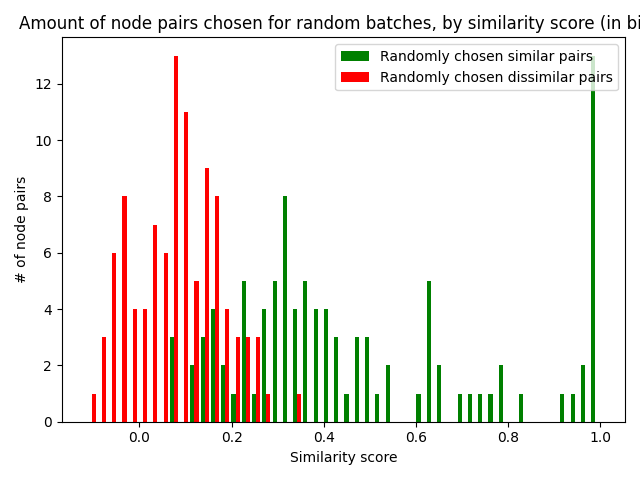 Amount of node pairs chosen for random batches, by similarity score (in bi
Randomly chosen similar pairs
Randomly chosen dissimilar pairs
12
10
8
6
4
2
0
# of node pairs
0.0 0.2 0.4 0.6 0.8 1.0
Similarity score